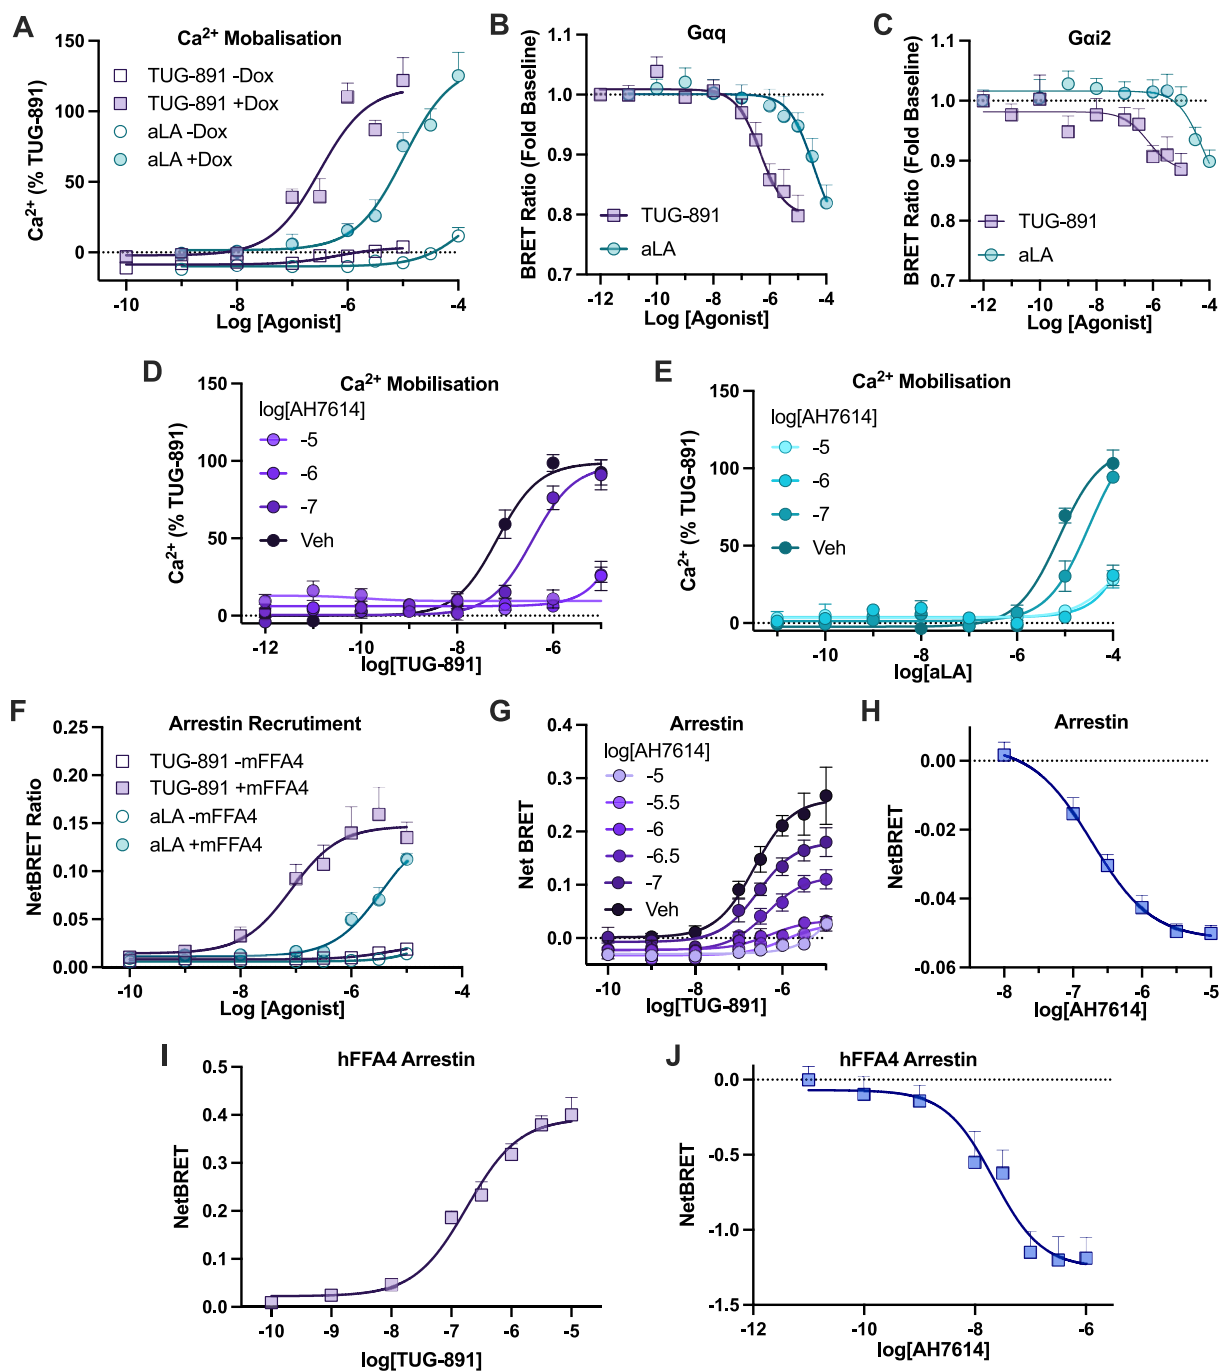 A
Ca²⁺ Mobalisation
150
100
50
0
Ca²⁺ (% TUG-891)
TUG-891 -Dox
TUG-891 +Dox
aLA -Dox
aLA +Dox
-10
-8
-6
-4
Log [Agonist]
B
Gαq
1.1
1.0
0.9
0.8
0.7
BRET Ratio (Fold Baseline)
TUG-891
aLA
-12
-10
-8
-6
-4
Log [Agonist]
C
Gαi2
1.1
1.0
0.9
0.8
0.7
BRET Ratio (Fold Baseline)
TUG-891
aLA
-12
-10
-8
-6
-4
Log [Agonist]
D
Ca²⁺ Mobilisation
150
100
50
0
Ca²⁺ (% TUG-891)
log[AH7614]
-5
-6
-7
Veh
-12
-10
-8
-6
log[TUG-891]
E
Ca²⁺ Mobilisation
150
100
50
0
Ca²⁺ (% TUG-891)
log[AH7614]
-5
-6
-7
Veh
-10
-8
-6
-4
log[aLA]
F
Arrestin Recrutiment
0.25
0.20
0.15
0.10
0.05
0.00
NetBRET Ratio
TUG-891 -mFFA4
TUG-891 +mFFA4
aLA -mFFA4
aLA +mFFA4
-10
-8
-6
-4
Log [Agonist]
G
Arrestin
0.4
0.3
0.2
0.1
0.0
Net BRET
log[AH7614]
-5
-5.5
-6
-6.5
-7
Veh
-10
-8
-6
log[TUG-891]
H
Arrestin
0.00
-0.02
-0.04
-0.06
NetBRET
-8
-7
-6
-5
log[AH7614]
I
hFFA4 Arrestin
0.5
0.4
0.3
0.2
0.1
0.0
NetBRET
-10
-9
-8
-7
-6
-5
log[TUG-891]
J
hFFA4 Arrestin
0.0
-0.5
-1.0
-1.5
NetBRET
-12
-10
-8
-6
log[AH7614]